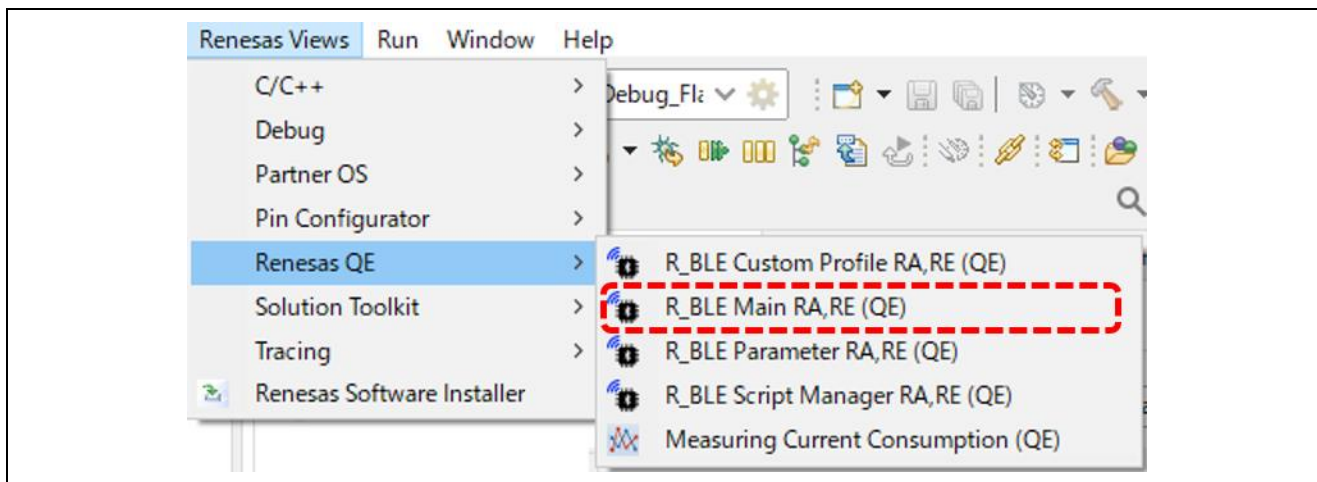 Renesas Views Run Window Help
C/C++
Debug
Partner OS
Pin Configurator
Renesas QE
Solution Toolkit
Tracing
Renesas Software Installer
R_BLE Custom Profile RA,RE (QE)
R_BLE Main RA,RE (QE)
R_BLE Parameter RA,RE (QE)
R_BLE Script Manager RA,RE (QE)
Measuring Current Consumption (QE)